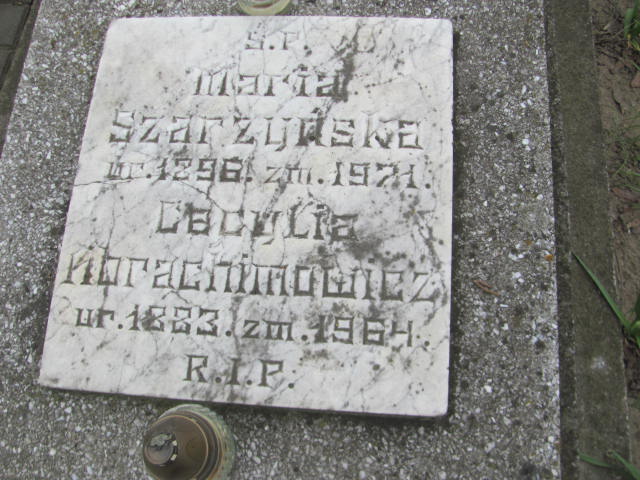 Ś.P.
Maria
Szarzyńska
ur.1896.zm.1971.
Cecylia
Abrachimowicz
ur.1883.zm.1964.
R.I.P.